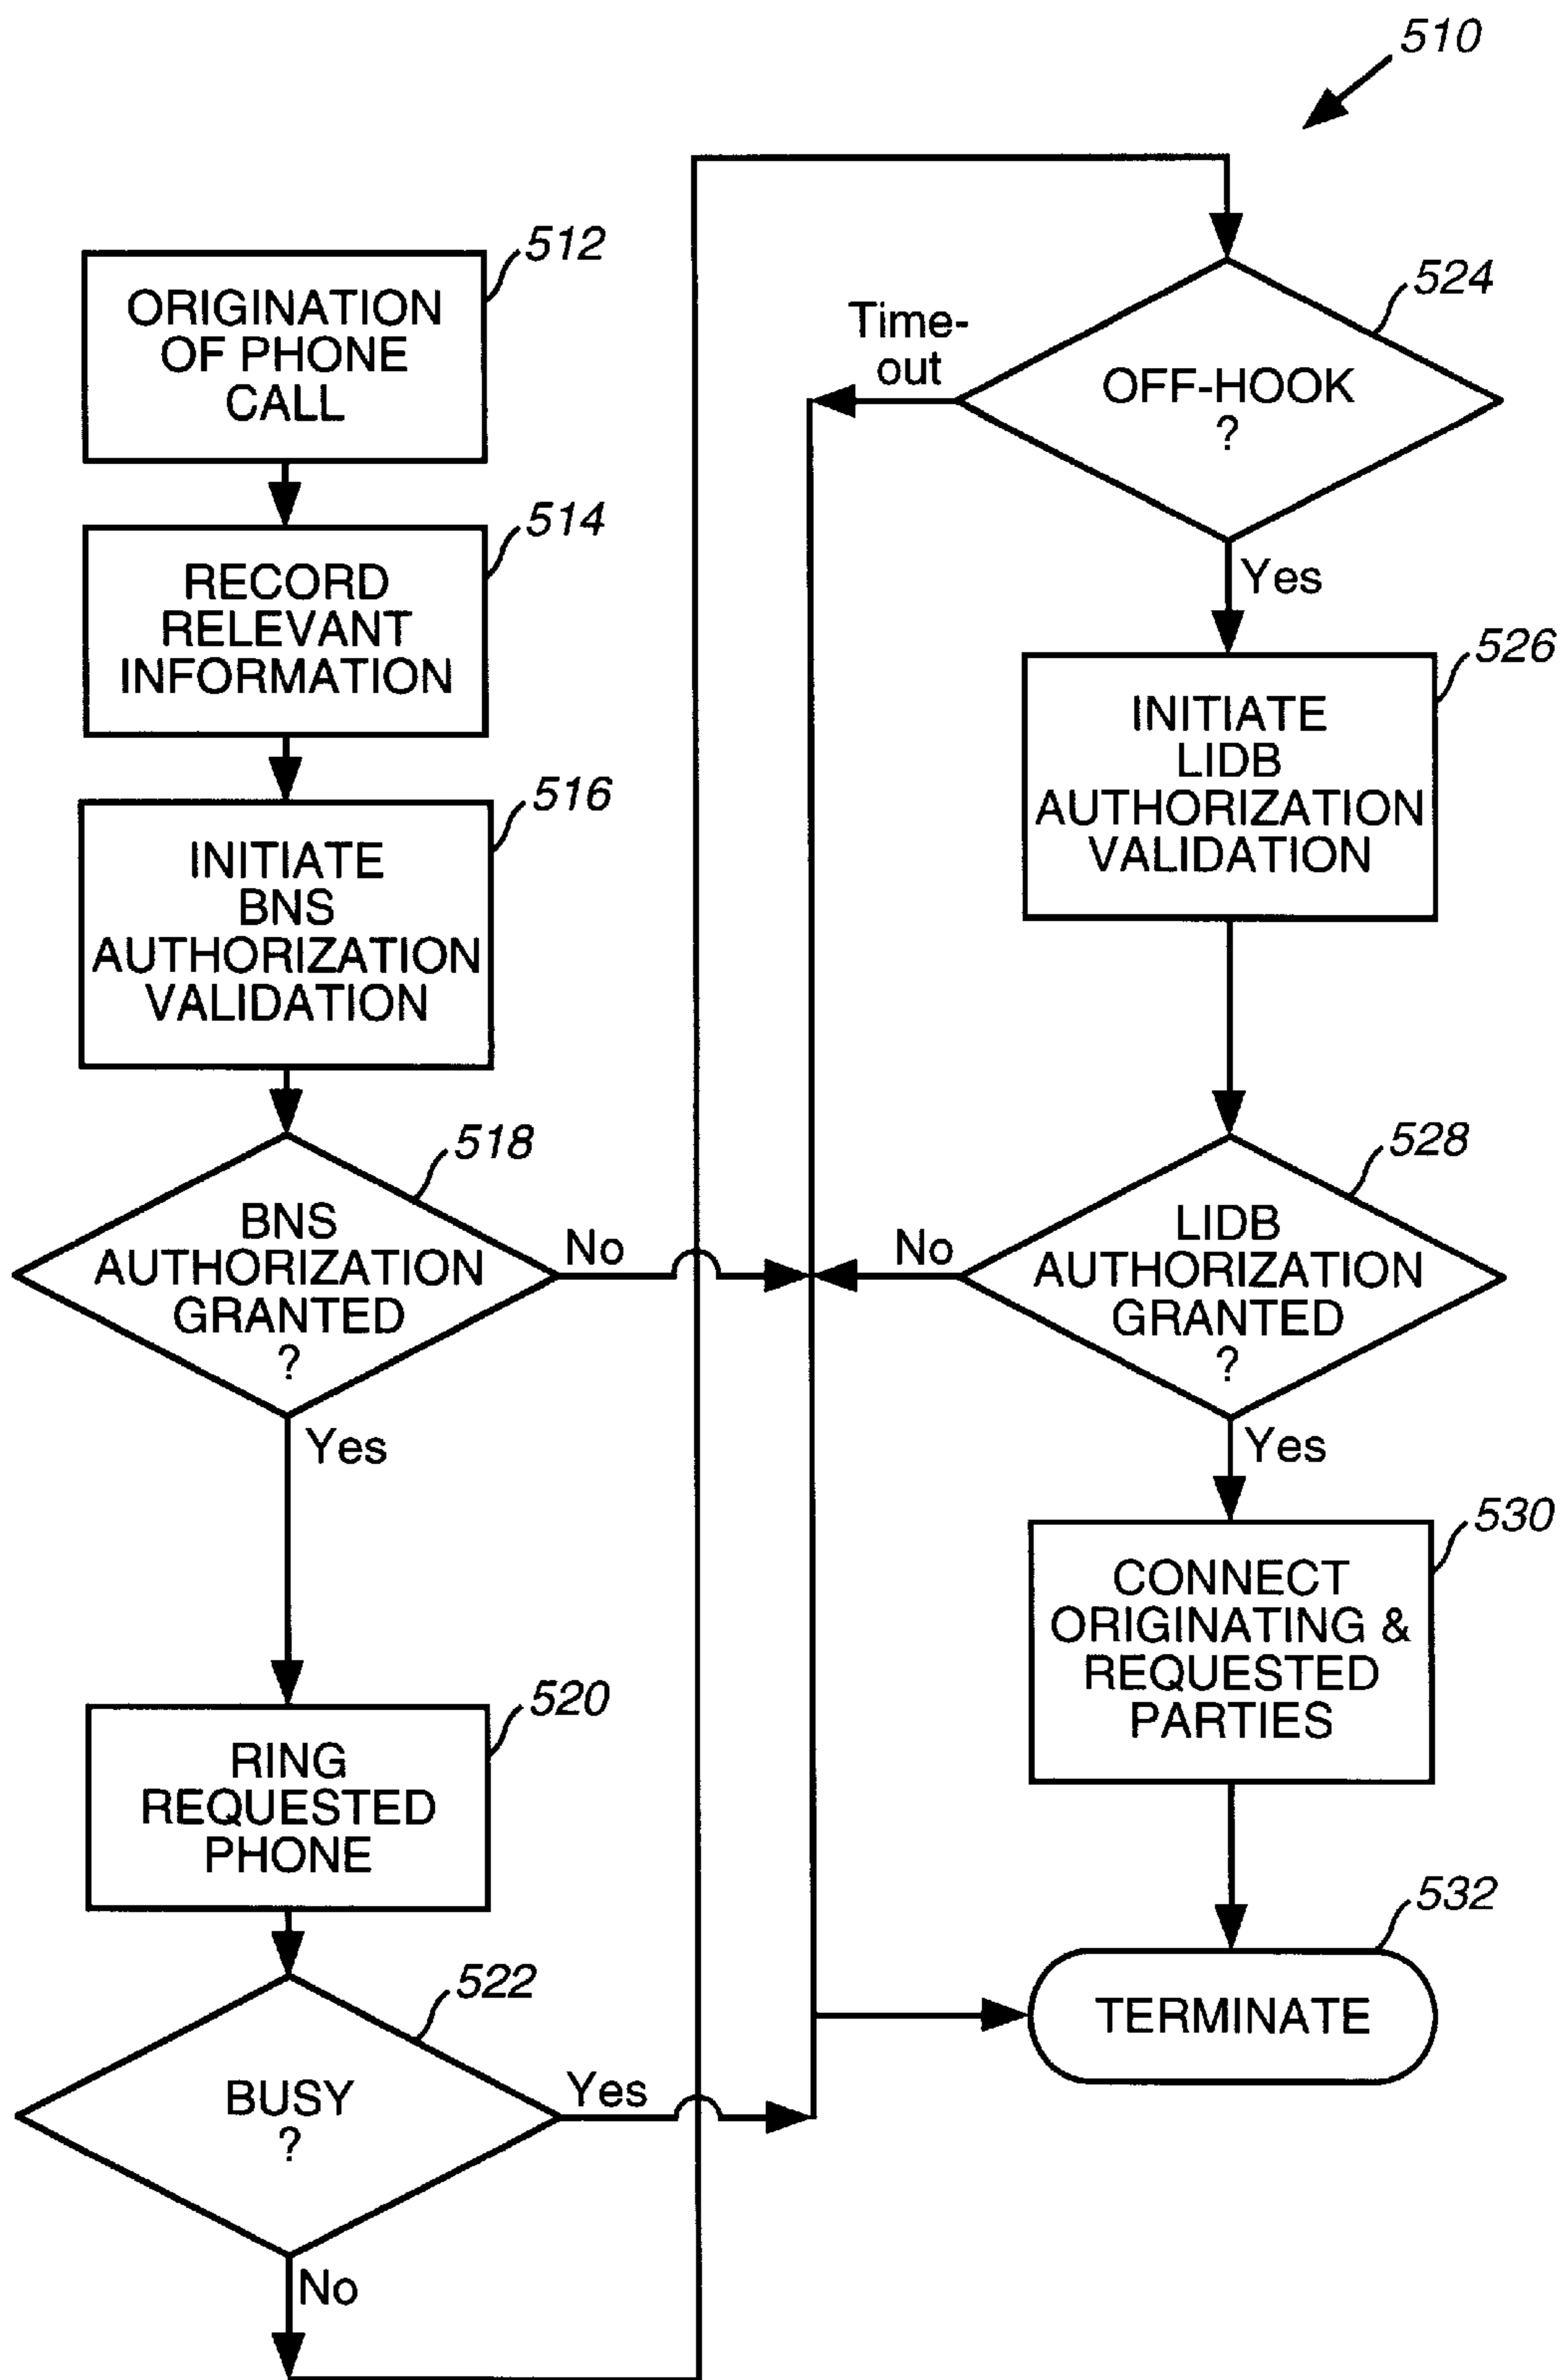 510
512
ORIGINATION
OF PHONE
CALL
514
RECORD
RELEVANT
INFORMATION
516
INITIATE
BNS
AUTHORIZATION
VALIDATION
518
BNS
AUTHORIZATION
GRANTED
?
No
Yes
520
RING
REQUESTED
PHONE
522
BUSY
?
Yes
No
524
OFF-HOOK
?
Time-
out
Yes
526
INITIATE
LIDB
AUTHORIZATION
VALIDATION
528
LIDB
AUTHORIZATION
GRANTED
?
No
Yes
530
CONNECT
ORIGINATING &
REQUESTED
PARTIES
532
TERMINATE